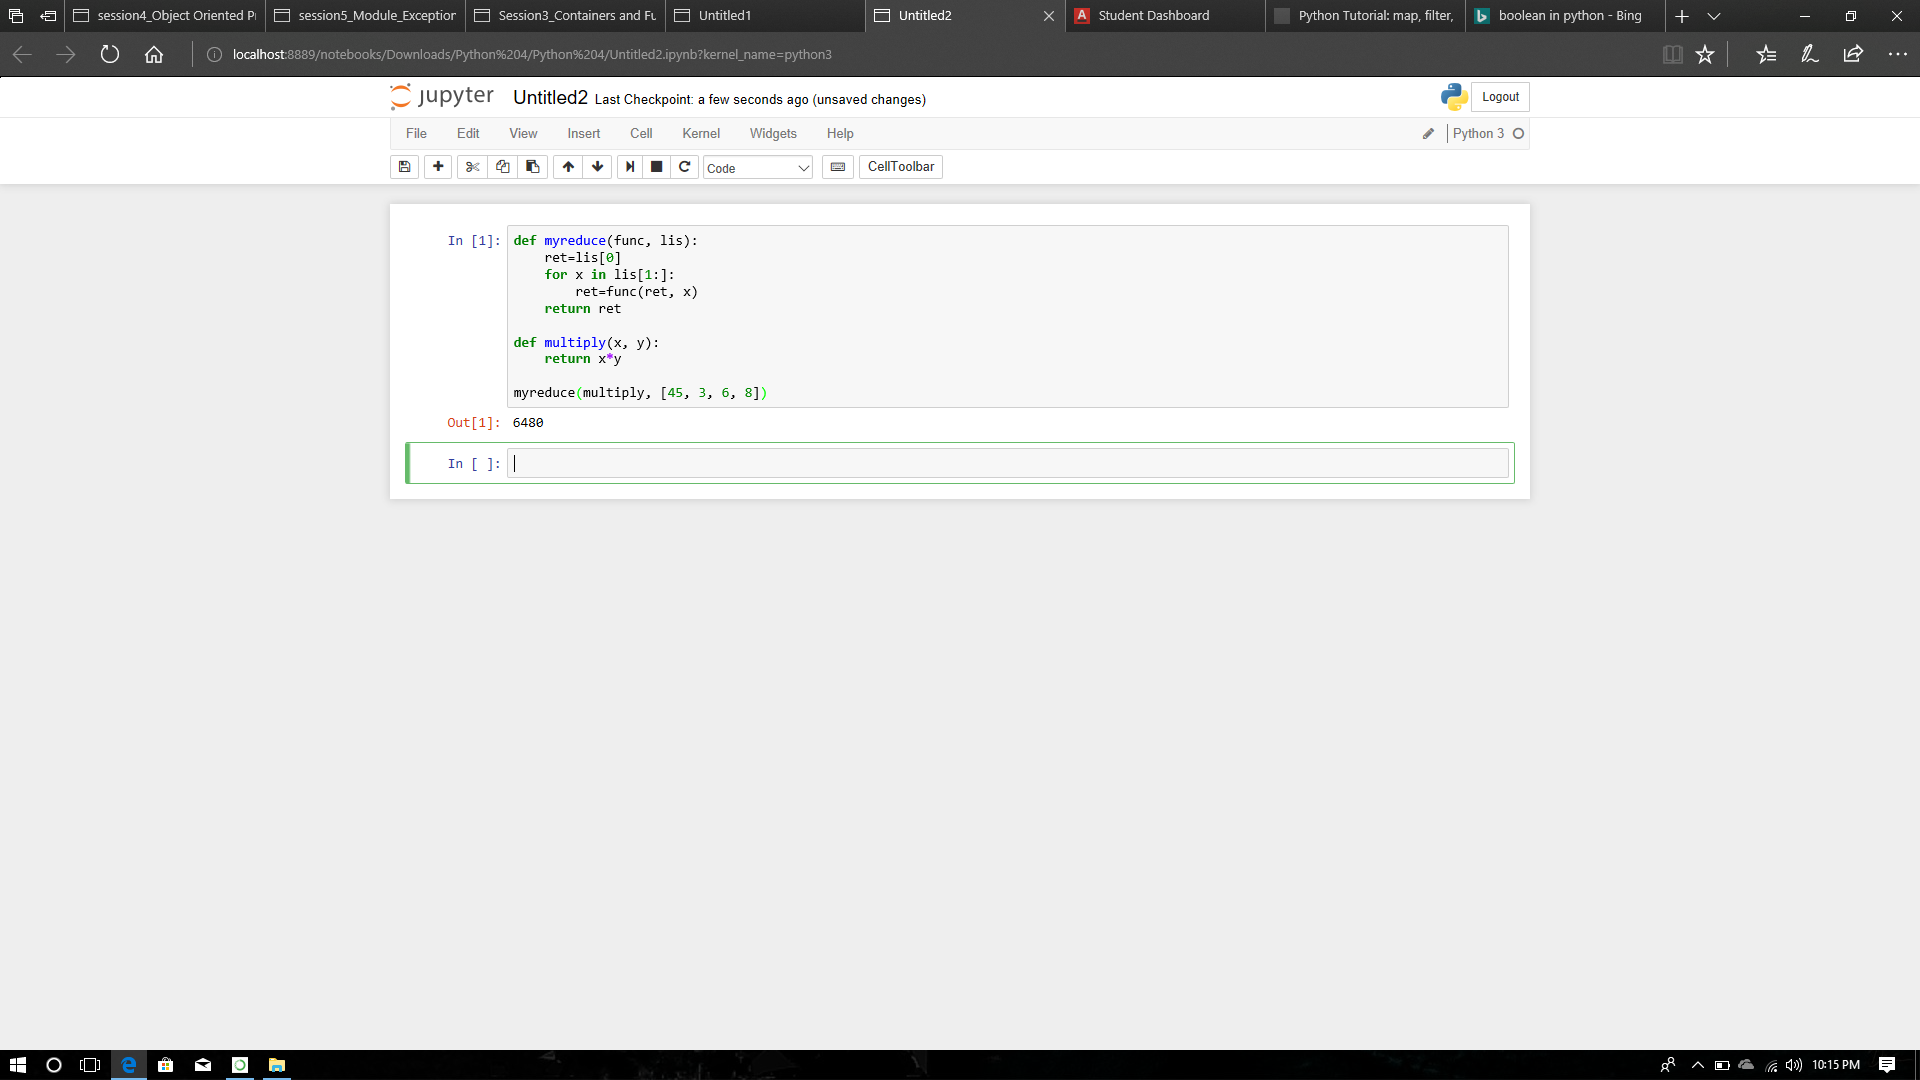 session4_Object Oriented P
session5_Module_Exception
Session3_Containers and Fu
Untitled1
Untitled2
A Student Dashboard
Python Tutorial: map, filter,
b boolean in python - Bing
localhost:8889/notebooks/Downloads/Python%204/Python%204/Untitled2.ipynb?kernel_name=python3
jupyter Untitled2 Last Checkpoint: a few seconds ago (unsaved changes)
Logout
File Edit View Insert Cell Kernel Widgets Help
Python 3
Code
CellToolbar
In [1]: def myreduce(func, lis):
    ret=lis[0]
    for x in lis[1:]:
        ret=func(ret, x)
    return ret

def multiply(x, y):
    return x*y

myreduce(multiply, [45, 3, 6, 8])
Out[1]: 6480
In [ ]:
10:15 PM